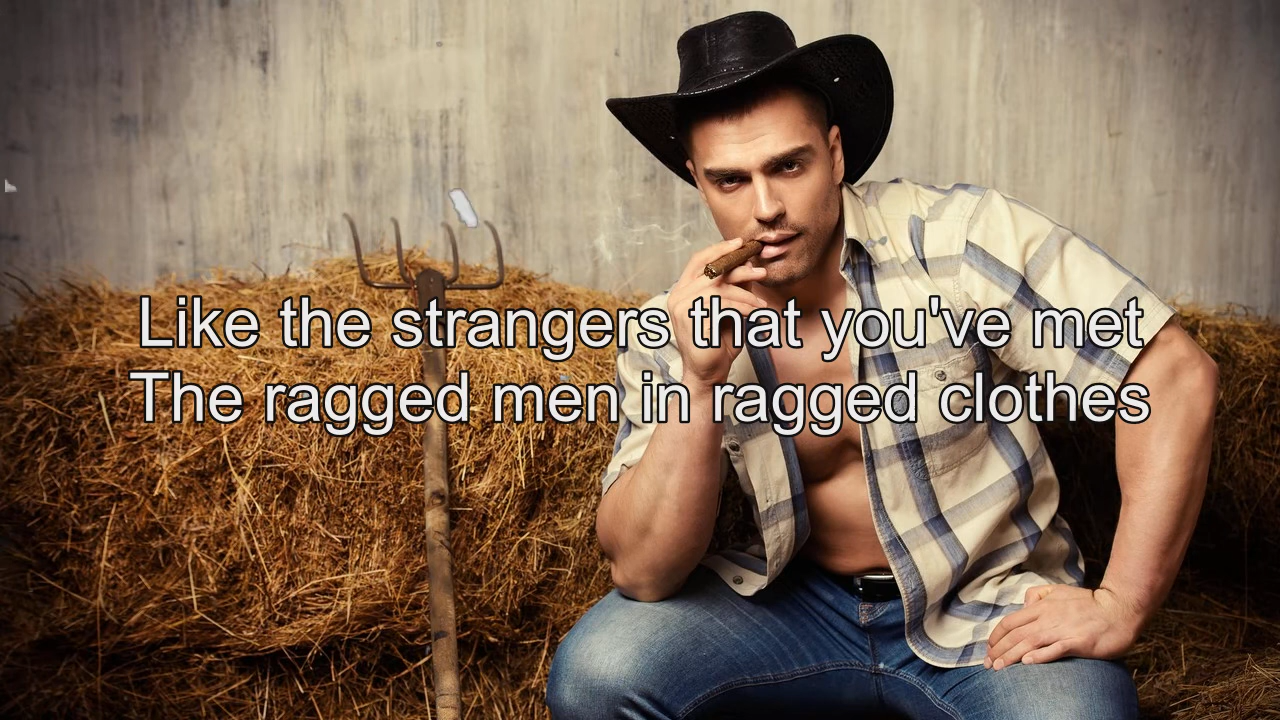 Like the strangers that you've met
The ragged men in ragged clothes